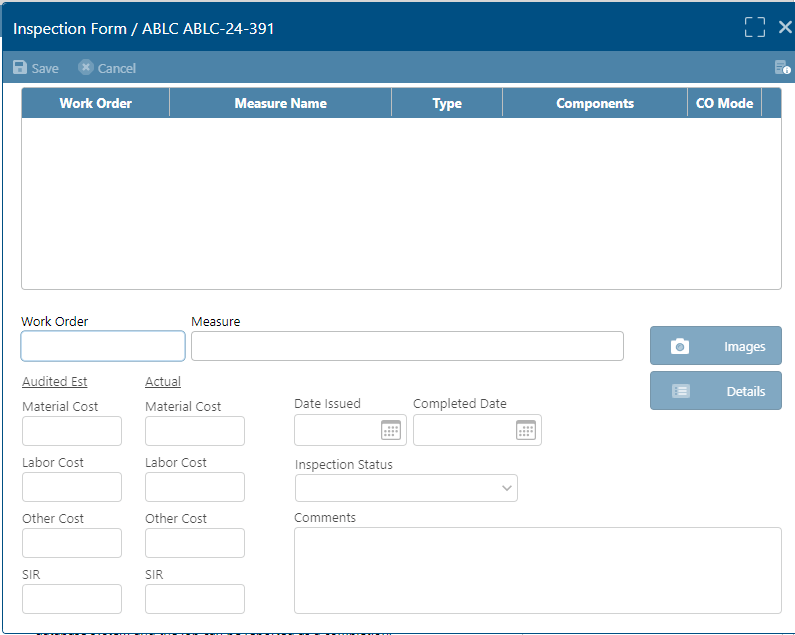 Inspection Form / ABLC ABLC-24-391
Save Cancel
Work Order Measure Name Type Components CO Mode
Work Order Measure
Images
Audited Est Actual
Details
Material Cost Material Cost Date Issued Completed Date
Labor Cost Labor Cost Inspection Status
Other Cost Other Cost Comments
SIR SIR